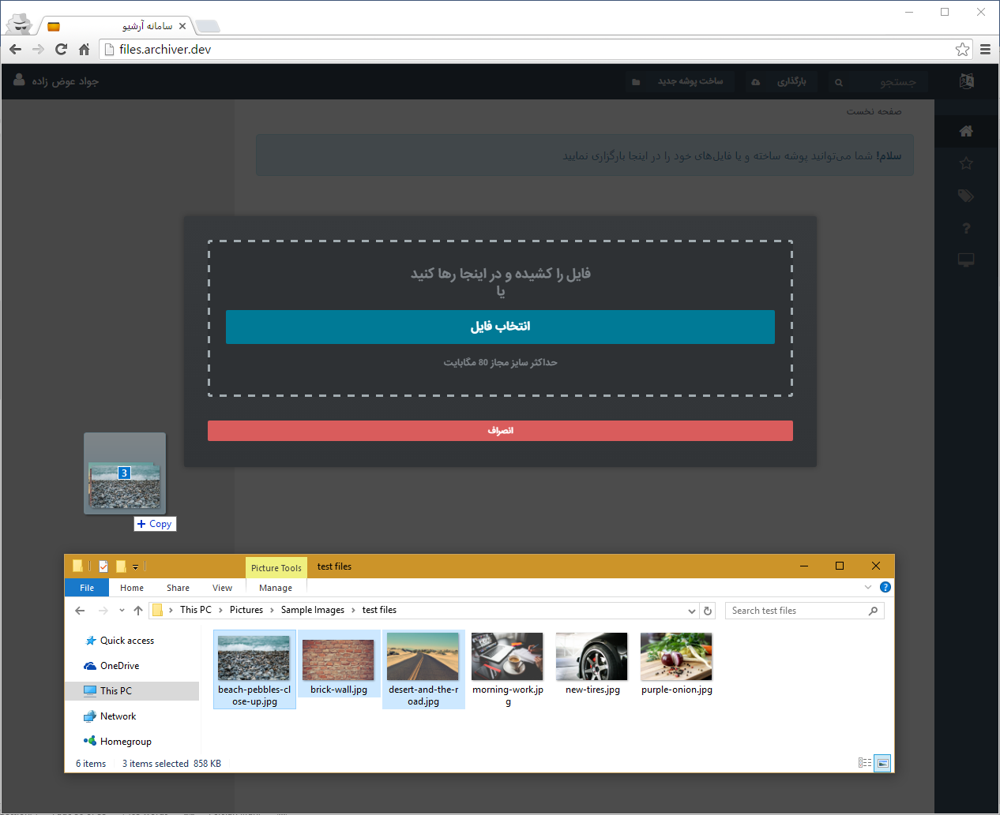 سامانه آرشیو
files.archiver.dev
جواد عوض زاده
ساخت پوشه جدید
بارگذاری
جستجو
صفحه نخست
سلام! شما می‌توانید پوشه ساخته و یا فایل‌های خود را در اینجا بارگزاری نمایید
فایل را کشیده و در اینجا رها کنید
یا
انتخاب فایل
حداکثر سایز مجاز 80 مگابایت
انصراف
3
Copy
Picture Tools
test files
File
Home
Share
View
Manage
This PC
Pictures
Sample Images
test files
Search test files
Quick access
OneDrive
This PC
Network
Homegroup
beach-pebbles-cl
ose-up.jpg
brick-wall.jpg
desert-and-the-r
oad.jpg
morning-work.jp
g
new-tires.jpg
purple-onion.jpg
6 items
3 items selected 858 KB